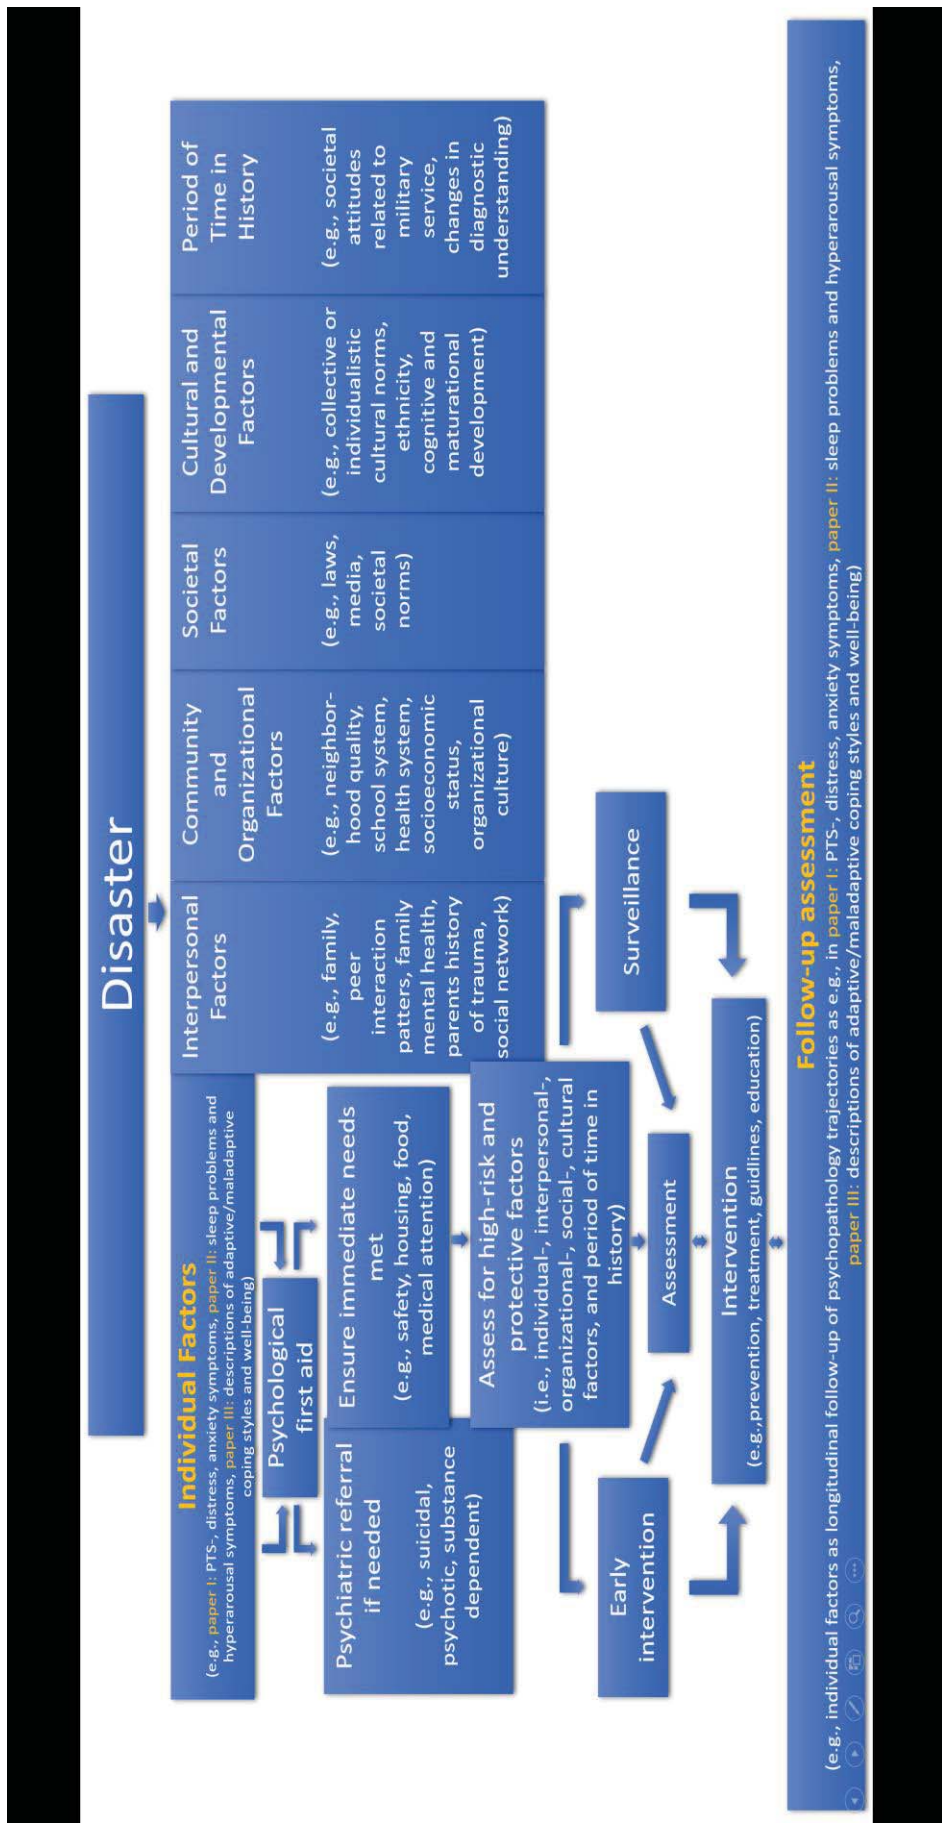 Disaster
Individual Factors
(e.g., paper I: PTS-, distress, anxiety symptoms, paper II: sleep problems and
hyperarousal symptoms, paper III: descriptions of adaptive/maladaptive
coping styles and well-being)
Interpersonal
Factors
(e.g., family,
peer
interaction
patters, family
mental health,
parents history
of trauma,
social network)
Community
and
Organizational
Factors
(e.g., neighbor-
hood quality,
school system,
health system,
socioeconomic
status,
organizational
culture)
Societal
Factors
(e.g., laws,
media,
societal
norms)
Cultural and
Developmental
Factors
(e.g., collective or
individualistic
cultural norms,
ethnicity,
cognitive and
maturational
development)
Period of
Time in
History
(e.g., societal
attitudes
related to
military
service,
changes in
diagnostic
understanding)
Psychological
first aid
Psychiatric referral
if needed
(e.g., suicidal,
psychotic, substance
dependent)
Ensure immediate needs
met
(e.g., safety, housing, food,
medical attention)
Assess for high-risk and
protective factors
(i.e., individual-, interpersonal-,
organizational-, social-, cultural
factors, and period of time in
history)
Early
intervention
Assessment
Surveillance
Intervention
(e.g.,prevention, treatment, guidlines, education)
Follow-up assessment
(e.g., individual factors as longitudinal follow-up of psychopathology trajectories as e.g., in paper I: PTS-, distress, anxiety symptoms, paper II: sleep problems and hyperarousal symptoms,
paper III: descriptions of adaptive/maladaptive coping styles and well-being)